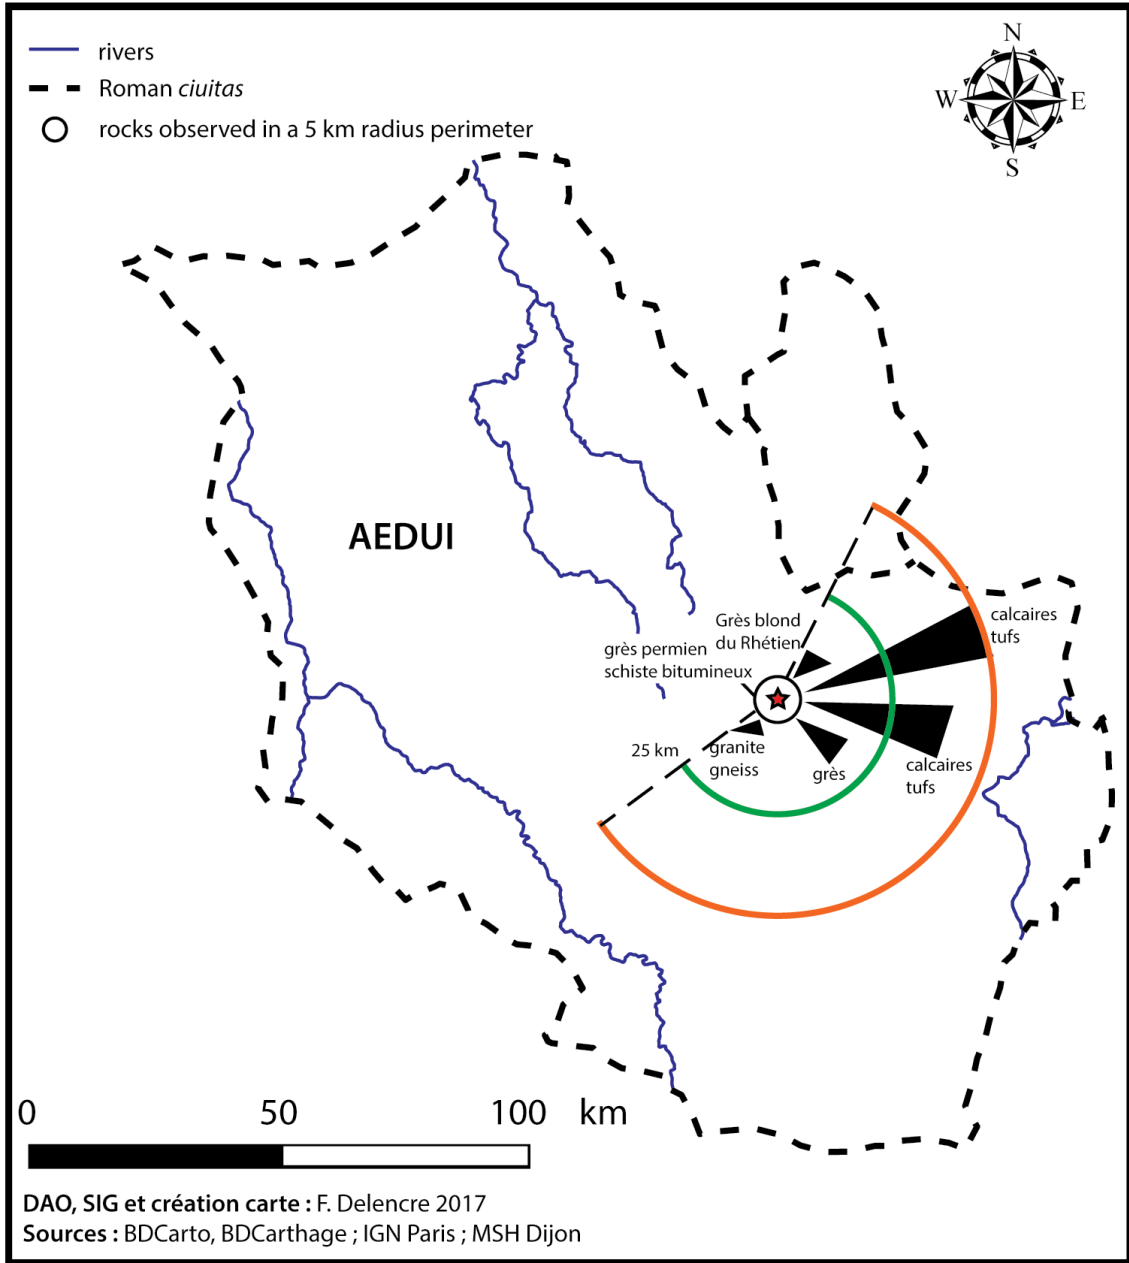 rivers
Roman ciuitas
rocks observed in a 5 km radius perimeter
N
W
E
S
AEDUI
Grès blond
du Rhétien
grès permien
schiste bitumineux
calcaires
tufs
25 km
granite
gneiss
grès
calcaires
tufs
0 50 100 km
DAO, SIG et création carte : F. Delencre 2017
Sources : BDCarto, BDCarthage ; IGN Paris ; MSH Dijon